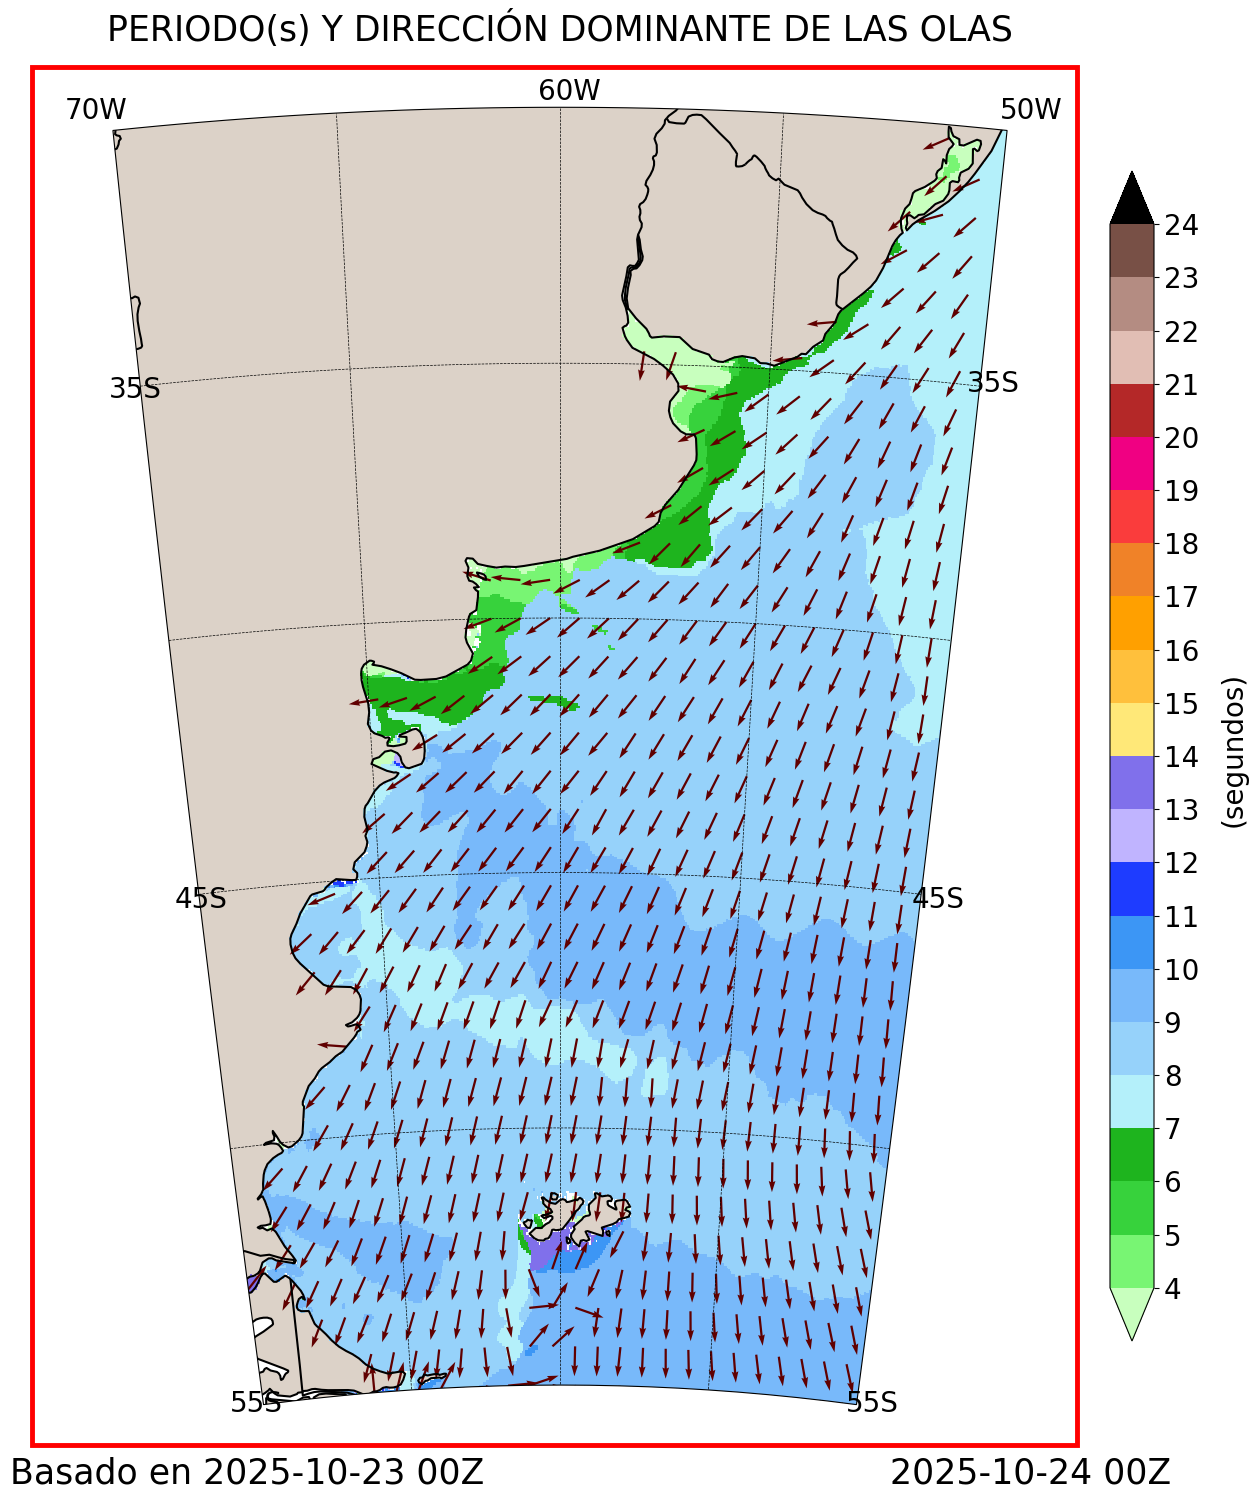 PERIODO(s) Y DIRECCIÓN DOMINANTE DE LAS OLAS
70W
60W
50W
35S
35S
45S
45S
55S
55S
24
23
22
21
20
19
18
17
16
15
14
13
12
11
10
9
8
7
6
5
4
(segundos)
Basado en 2025-10-23 00Z
2025-10-24 00Z